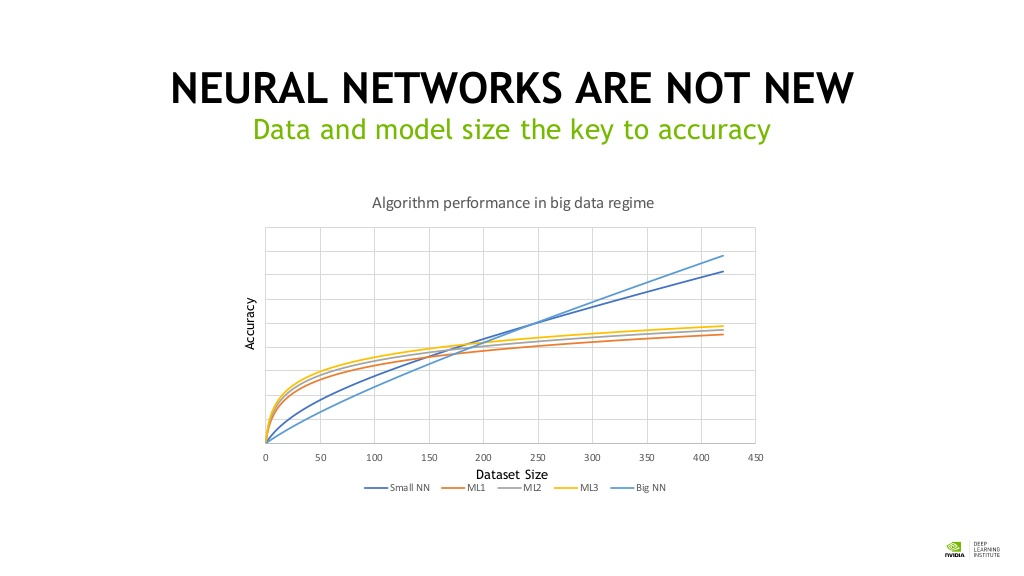 NEURAL NETWORKS ARE NOT NEW
Data and model size the key to accuracy
Algorithm performance in big data regime
Accuracy
0 50 100 150 200 250 300 350 400 450
Dataset Size
Small NN ML1 ML2 ML3 Big NN
NVIDIA
DEEP
LEARNING
INSTITUTE